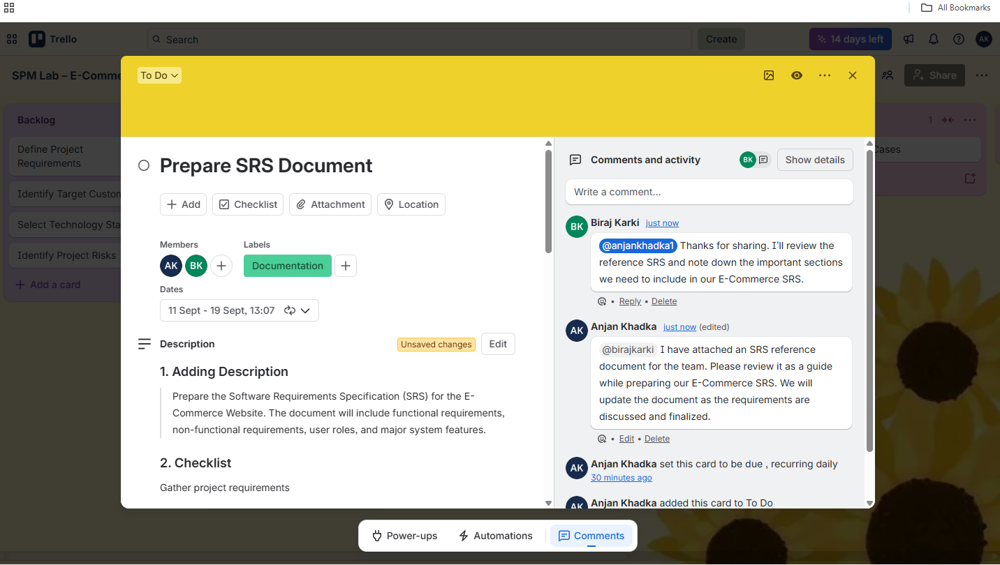 All Bookmarks
Trello
Search
Create
14 days left
AK
SPM Lab – E-Comme
Share
To Do
Backlog
Define Project
Requirements
Identify Target Custom
Select Technology Sta
Identify Project Risks
Add a card
1
Cases
Prepare SRS Document
Add
Checklist
Attachment
Location
Members
Labels
AK
BK
Documentation
Dates
11 Sept - 19 Sept, 13:07
Description
Unsaved changes
Edit
1. Adding Description
Prepare the Software Requirements Specification (SRS) for the E-
Commerce Website. The document will include functional requirements,
non-functional requirements, user roles, and major system features.
2. Checklist
Gather project requirements
Comments and activity
BK
Show details
Write a comment...
BK
Biraj Karki just now
@anjankhadka1 Thanks for sharing. I’ll review the
reference SRS and note down the important sections
we need to include in our E-Commerce SRS.
• Reply • Delete
AK
Anjan Khadka just now (edited)
@birajkarki I have attached an SRS reference
document for the team. Please review it as a guide
while preparing our E-Commerce SRS. We will
update the document as the requirements are
discussed and finalized.
• Edit • Delete
AK
Anjan Khadka set this card to be due , recurring daily
30 minutes ago
AK
Anjan Khadka added this card to To Do
Power-ups
Automations
Comments